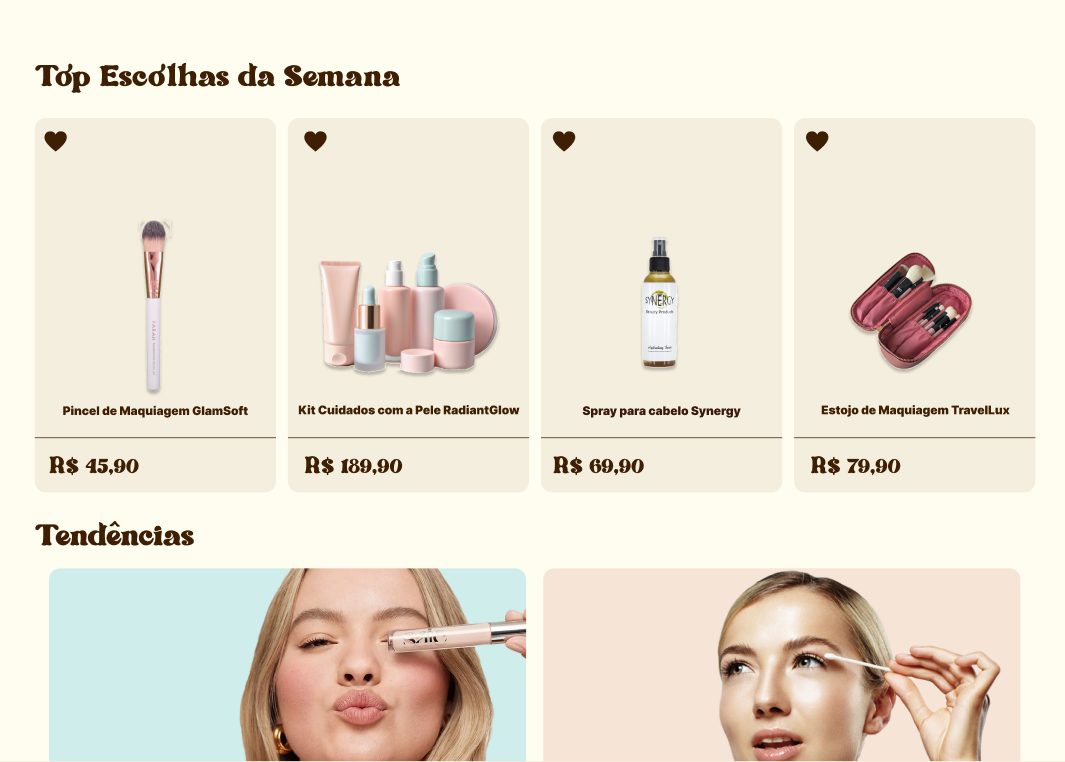 Top Escolhas da Semana
Pincel de Maquiagem GlamSoft
Kit Cuidados com a Pele RadiantGlow
SYNERGY
Beauty Products
Spray para cabelo Synergy
Estojo de Maquiagem TravelLux
R$ 45,90
R$ 189,90
R$ 69,90
R$ 79,90
Tendências